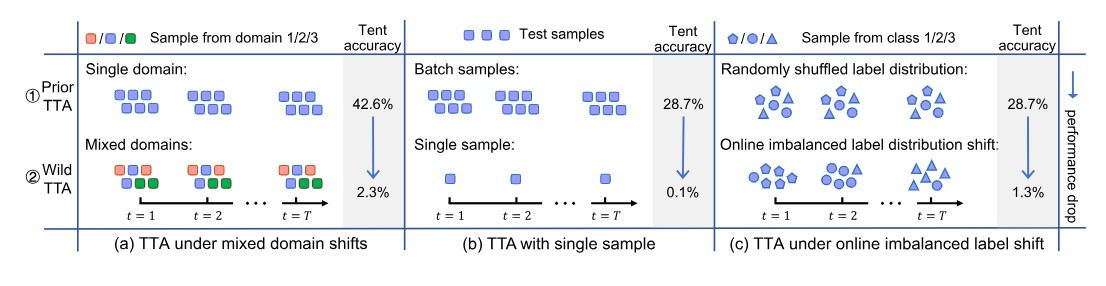 / / Sample from domain 1/2/3
Tent accuracy
Test samples
Tent accuracy
/ / Sample from class 1/2/3
Tent accuracy
① Prior TTA
Single domain:
42.6%
Batch samples:
28.7%
Randomly shuffled label distribution:
28.7%
② Wild TTA
Mixed domains:
2.3%
Single sample:
0.1%
Online imbalanced label distribution shift:
1.3%
performance drop
t = 1
t = 2
...
t = T
t = 1
t = 2
...
t = T
t = 1
t = 2
...
t = T
(a) TTA under mixed domain shifts
(b) TTA with single sample
(c) TTA under online imbalanced label shift